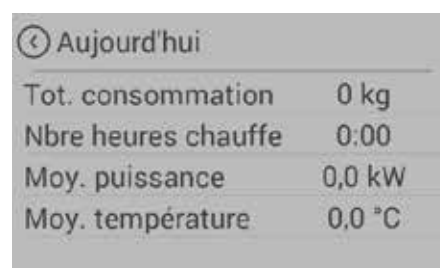 Aujourd'hui
Tot. consommation 0 kg
Nbre heures chauffe 0:00
Moy. puissance 0,0 kW
Moy. température 0,0 °C